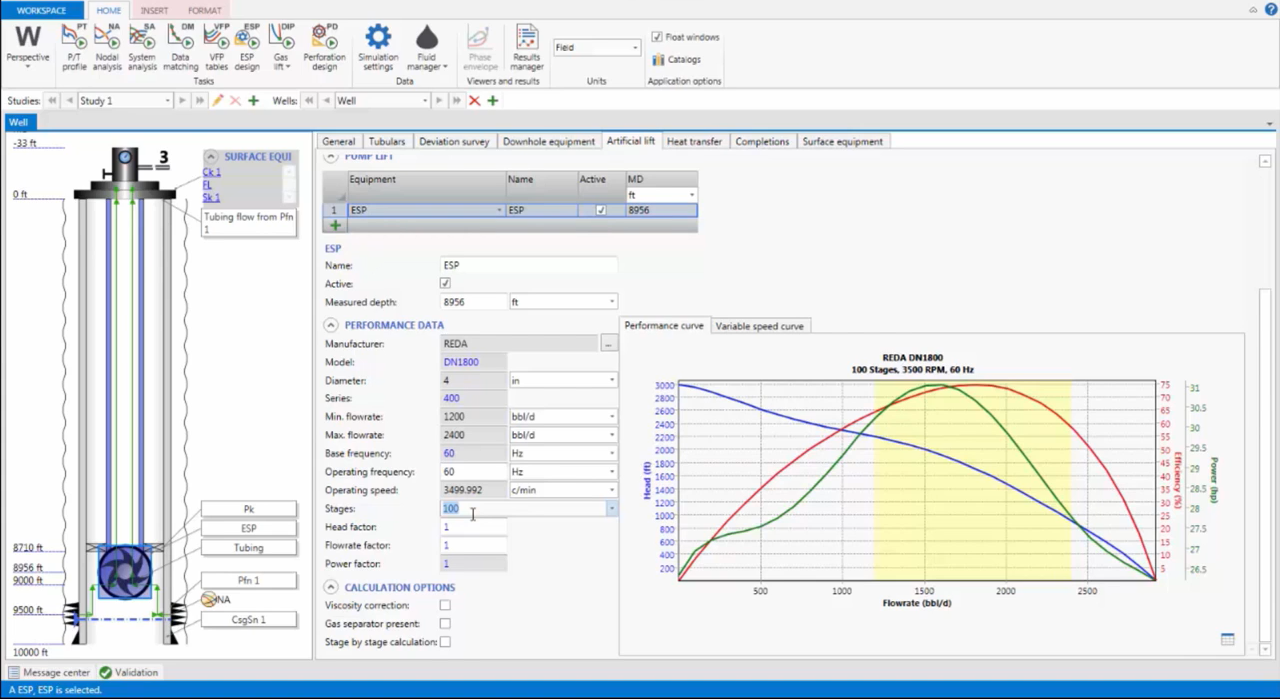 WORKSPACE HOME INSERT FORMAT
PT NA SA DM VFP ESP DIP PD
Perspective P/T profile Nodal analysis System analysis Data matching VFP tables ESP design Gas lift Perforation design Simulation settings Fluid manager Phase envelope Results manager Field Float windows
Catalogs
Tasks Data Viewers and results Units Application options
Studies: Study 1 Wells: Well
Well
-33 ft
0 ft
3
SURFACE EQUI
Ck 1
FL
Sk 1
Tubing flow from Pfn
1
Pk
ESP
Tubing
Pfn 1
NA
CsgSn 1
8710 ft
8956 ft
9000 ft
9500 ft
10000 ft
General Tubulars Deviation survey Downhole equipment Artificial lift Heat transfer Completions Surface equipment
PUMP LIFT
Equipment Name Active MD
ft
1 ESP ESP 8956
ESP
Name: ESP
Active:
Measured depth: 8956 ft
PERFORMANCE DATA
Manufacturer: REDA ...
Model: DN1800
Diameter: 4 in
Series: 400
Min. flowrate: 1200 bbl/d
Max. flowrate: 2400 bbl/d
Base frequency: 60 Hz
Operating frequency: 60 Hz
Operating speed: 3499.992 c/min
Stages: 100
Head factor: 1
Flowrate factor: 1
Power factor: 1
CALCULATION OPTIONS
Viscosity correction:
Gas separator present:
Stage by stage calculation:
Performance curve Variable speed curve
REDA DN1800
100 Stages, 3500 RPM, 60 Hz
3000
2800
2600
2400
2200
2000
1800
1600
1400
1200
1000
800
600
400
200
Head (ft)
500 1000 1500 2000 2500
Flowrate (bbl/d)
75
70
65
60
55
50
45
40
35
30
25
20
15
10
5
Efficiency (%)
31
30.5
30
29.5
29
28.5
28
27.5
27
26.5
Power (hp)
Message center Validation
A ESP, ESP is selected.